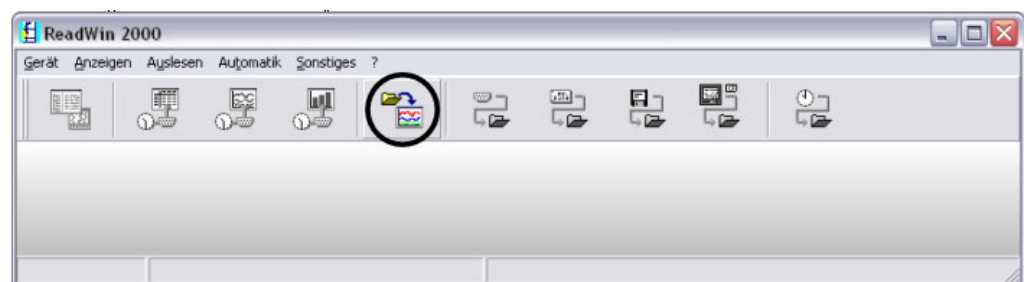 ReadWin 2000
Gerät Anzeigen Auslesen Automatik Sonstiges ?